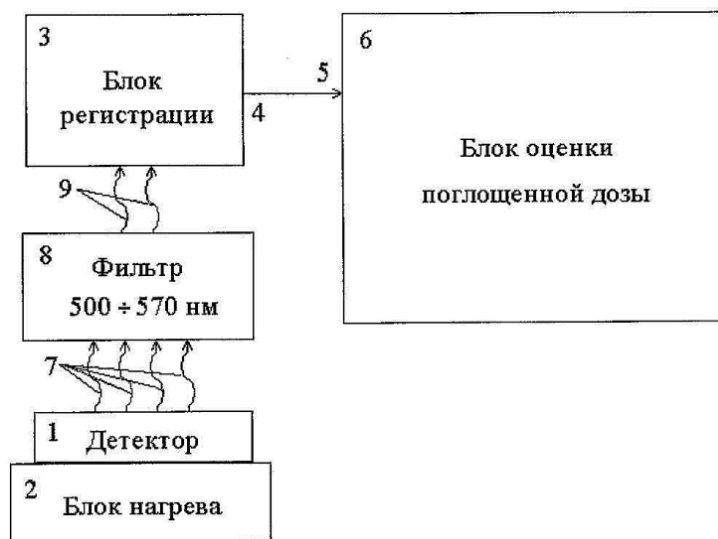 3
Блок
регистрации
4
5
6
Блок оценки
поглощенной дозы
9
8
Фильтр
500 ÷ 570 нм
7
1
Детектор
2
Блок нагрева